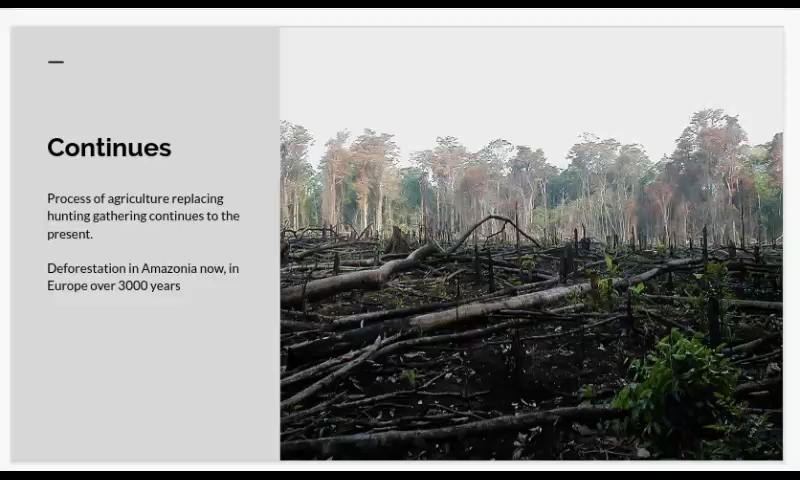 Continues
Process of agriculture replacing
hunting gathering continues to the
present.
Deforestation in Amazonia now, in
Europe over 3000 years